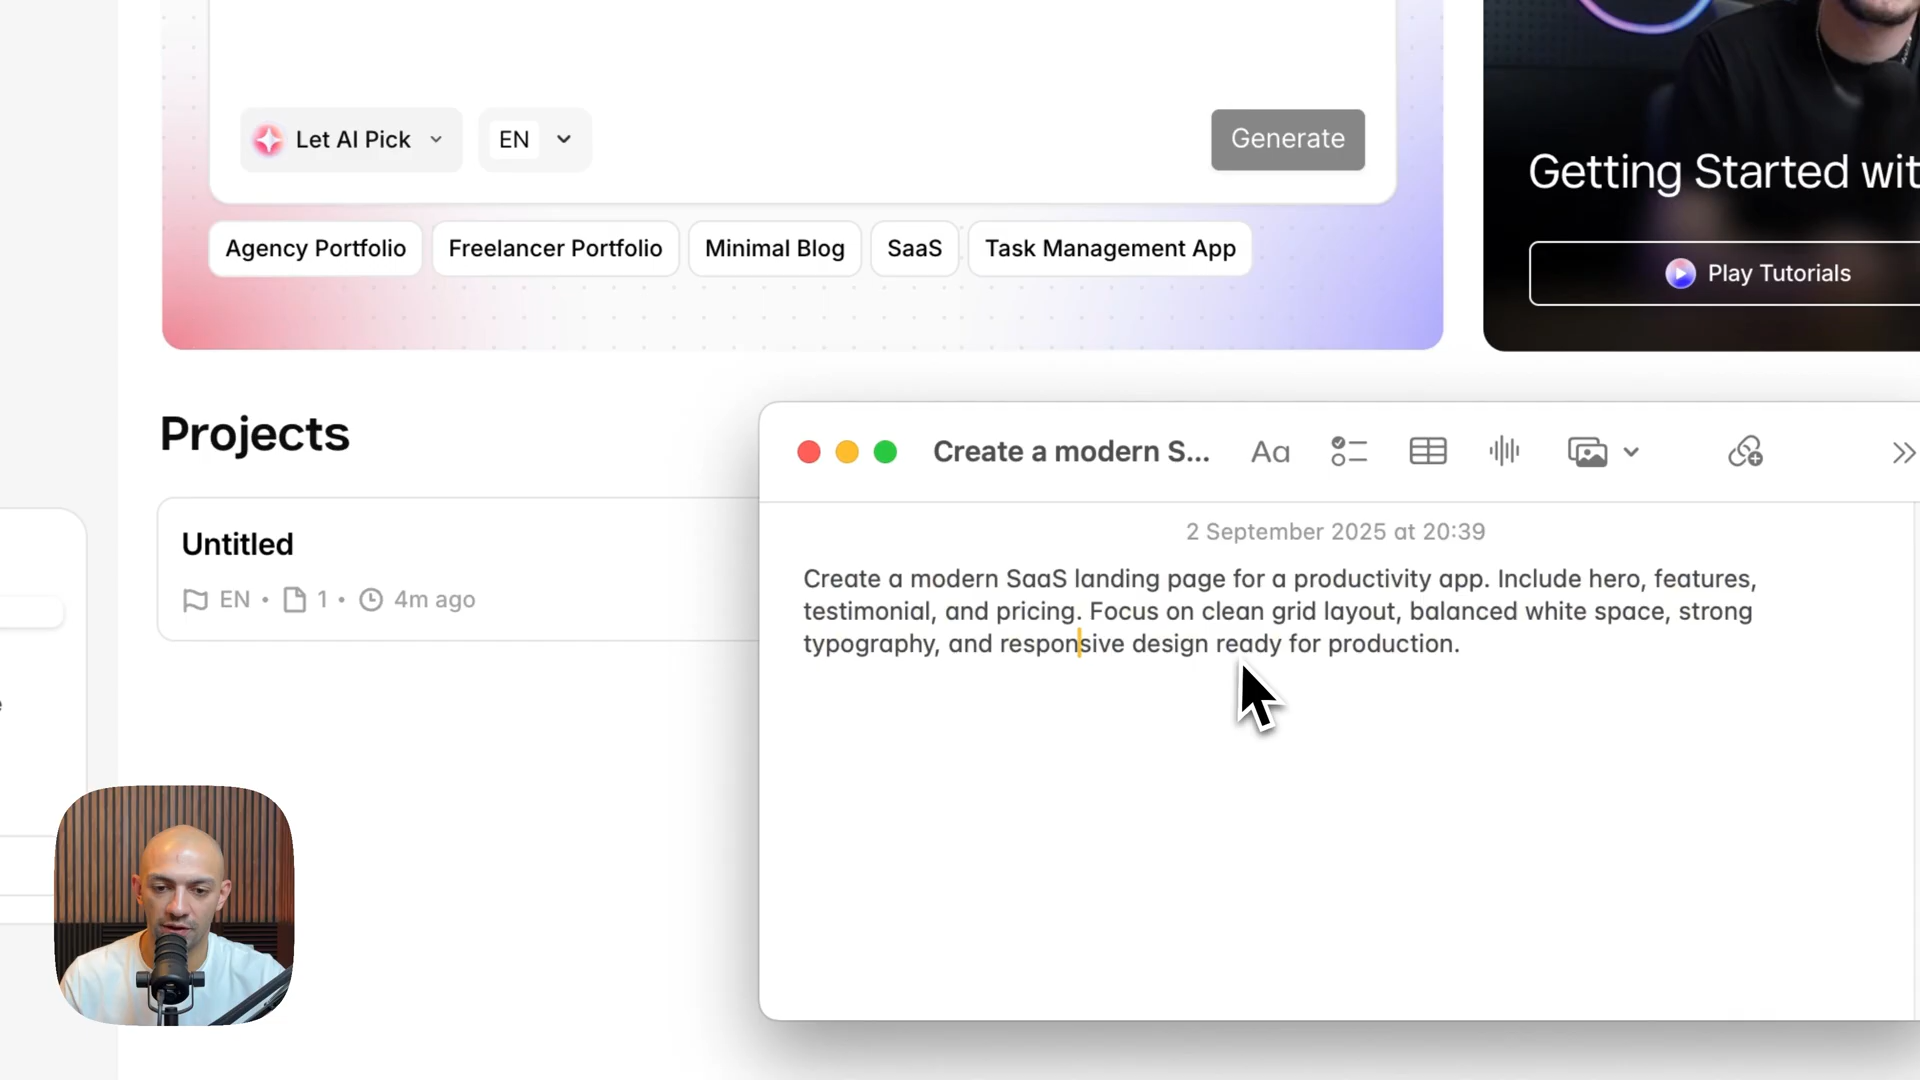 Let AI Pick
EN
Generate
Agency Portfolio
Freelancer Portfolio
Minimal Blog
SaaS
Task Management App
Getting Started wit
Play Tutorials
Projects
Untitled
EN • 1 • 4m ago
Create a modern S...
Aa
2 September 2025 at 20:39
Create a modern SaaS landing page for a productivity app. Include hero, features,
testimonial, and pricing. Focus on clean grid layout, balanced white space, strong
typography, and responsive design ready for production.